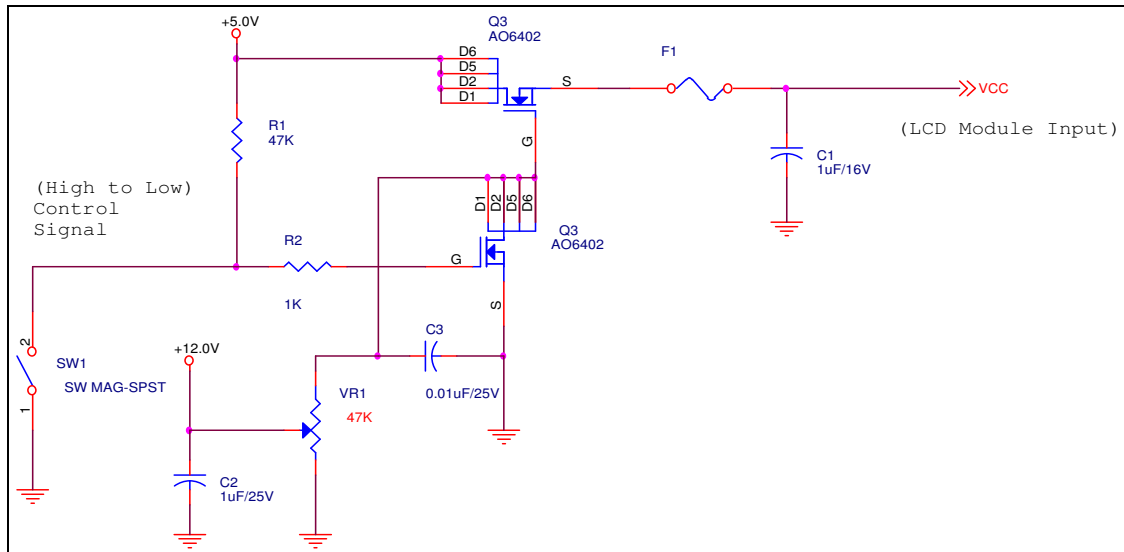 +5.0V
Q3
AO6402
D6
D5
D2
D1
S
G
F1
VCC
(LCD Module Input)
R1
47K
C1
1uF/16V
(High to Low)
Control
Signal
D1
D2
D5
D6
Q3
AO6402
R2
G
1K
S
2
SW1
SW MAG-SPST
1
+12.0V
C3
0.01uF/25V
VR1
47K
C2
1uF/25V